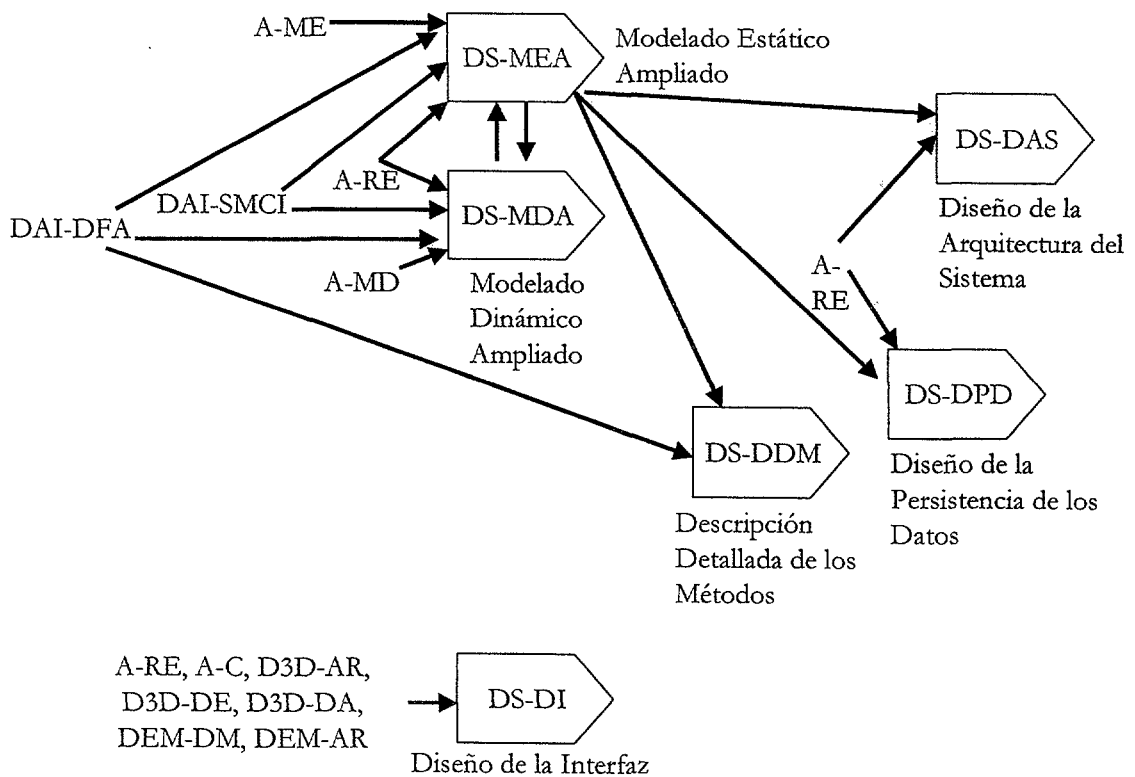 A-ME
DS-MEA
Modelado Estático
Ampliado
DS-DAS
A-RE
DAI-SMCI
DS-MDA
DAI-DFA
Diseño de la
Arquitectura del
Sistema
A-MD
Modelado
Dinámico
Ampliado
A-
RE
DS-DPD
DS-DDM
Diseño de la
Persistencia de los
Datos
Descripción
Detallada de los
Métodos
A-RE, A-C, D3D-AR,
D3D-DE, D3D-DA,
DEM-DM, DEM-AR
DS-DI
Diseño de la Interfaz